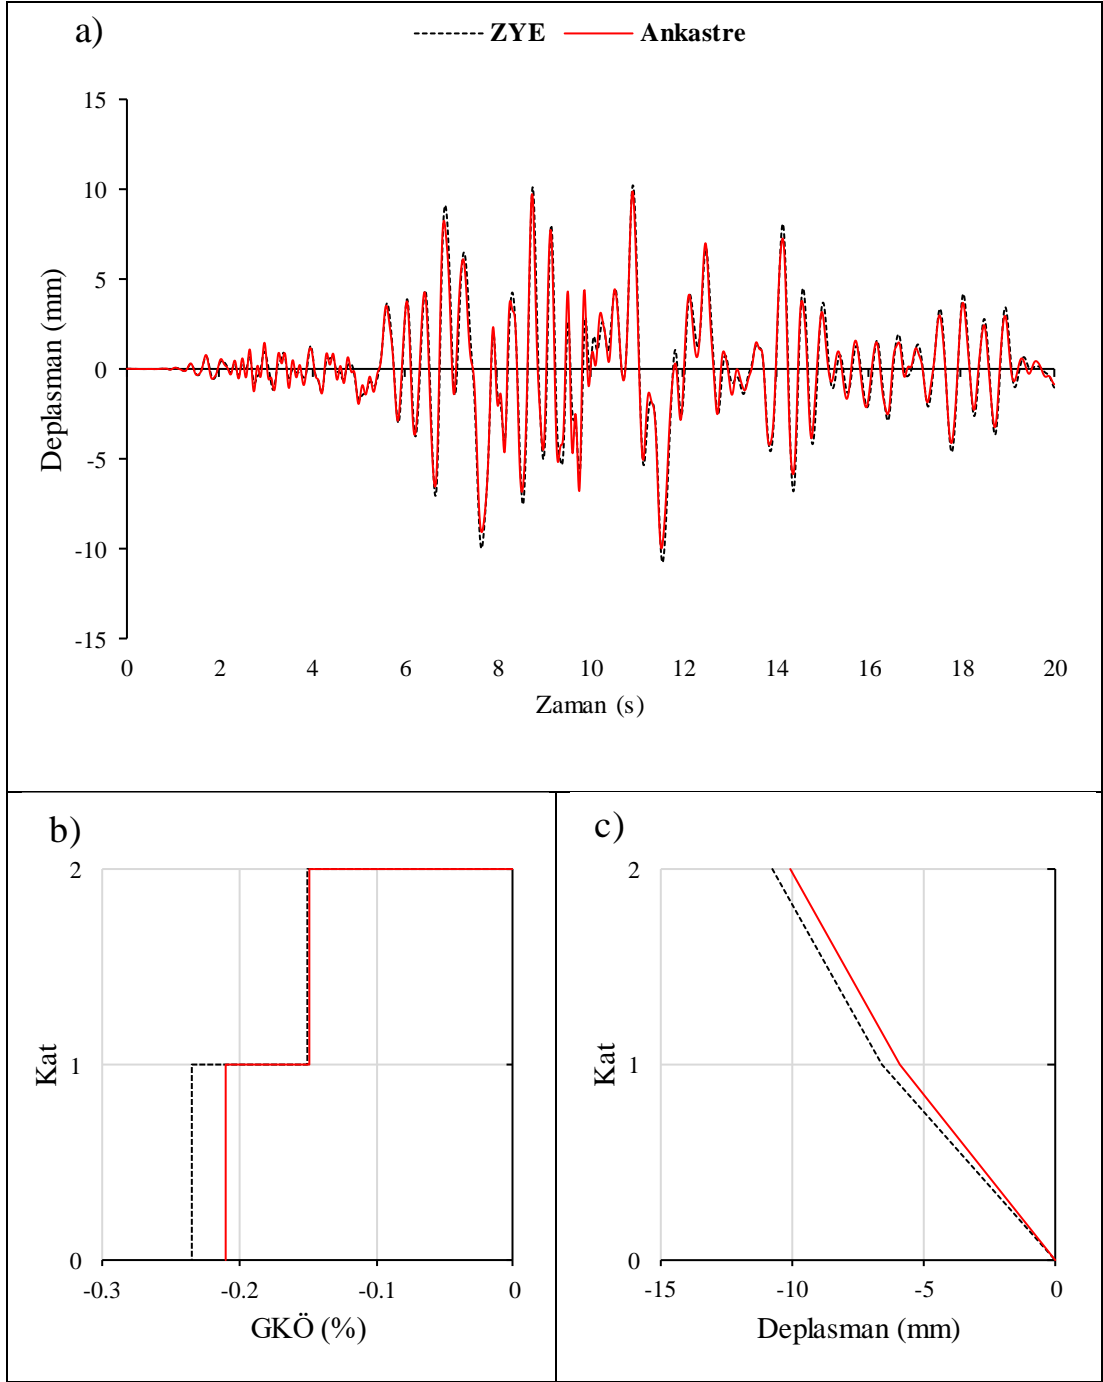 a)
ZYE Ankastre
15
10
5
0
-5
-10
-15
Deplasman (mm)
0 2 4 6 8 10 12 14 16 18 20
Zaman (s)
b)
2
1
0
Kat
-0.3 -0.2 -0.1 0
GKÖ (%)
c)
2
1
0
Kat
-15 -10 -5 0
Deplasman (mm)